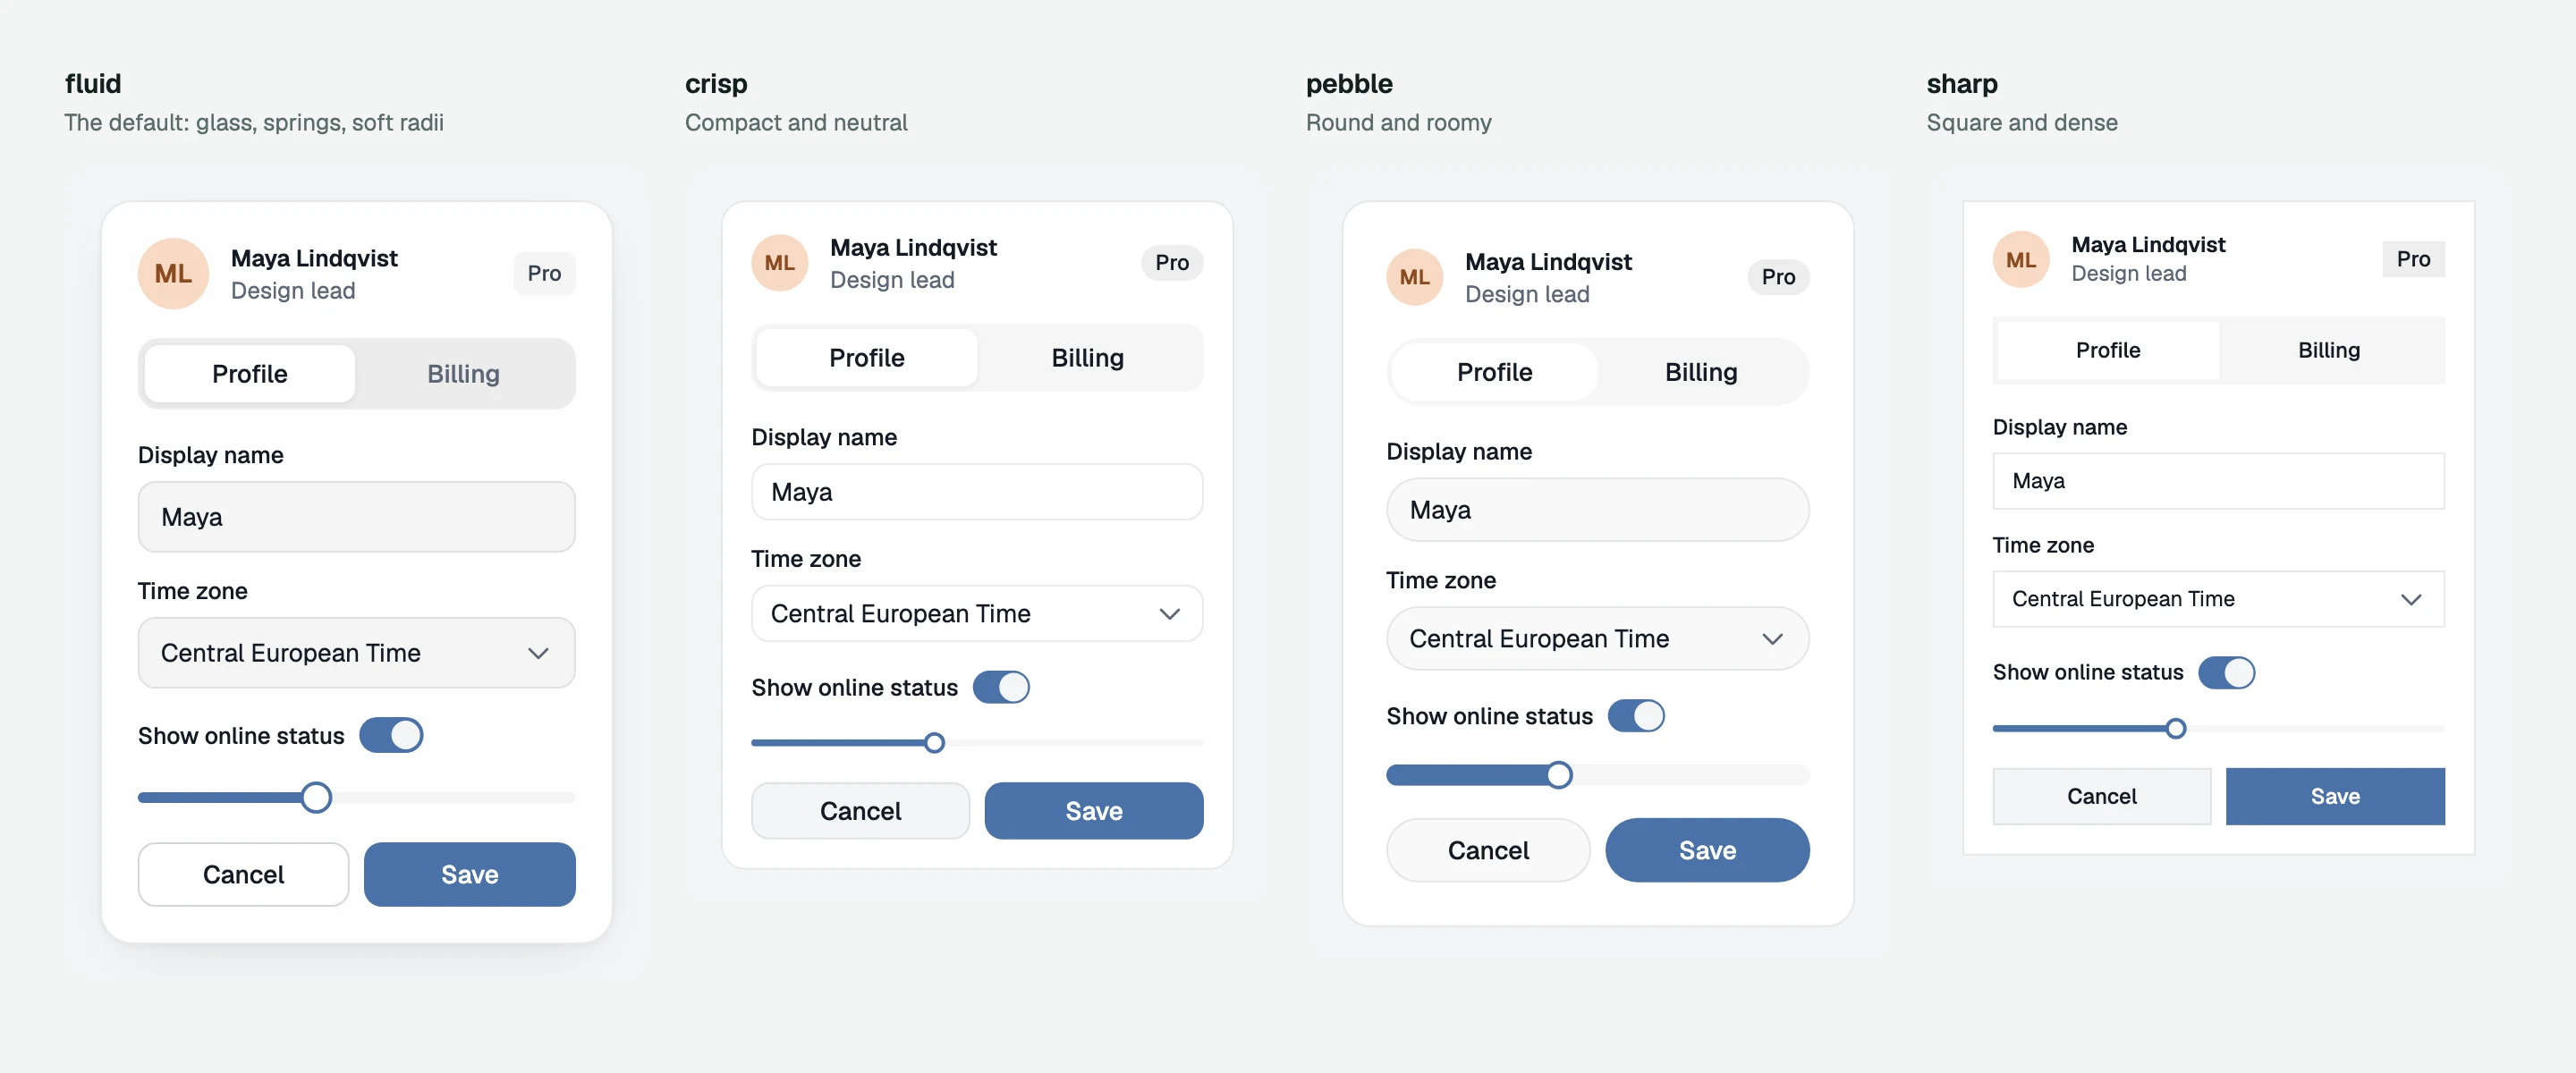 fluid
The default: glass, springs, soft radii
ML
Maya Lindqvist
Design lead
Pro
Profile
Billing
Display name
Maya
Time zone
Central European Time
Show online status
Cancel
Save
crisp
Compact and neutral
ML
Maya Lindqvist
Design lead
Pro
Profile
Billing
Display name
Maya
Time zone
Central European Time
Show online status
Cancel
Save
pebble
Round and roomy
ML
Maya Lindqvist
Design lead
Pro
Profile
Billing
Display name
Maya
Time zone
Central European Time
Show online status
Cancel
Save
sharp
Square and dense
ML
Maya Lindqvist
Design lead
Pro
Profile
Billing
Display name
Maya
Time zone
Central European Time
Show online status
Cancel
Save